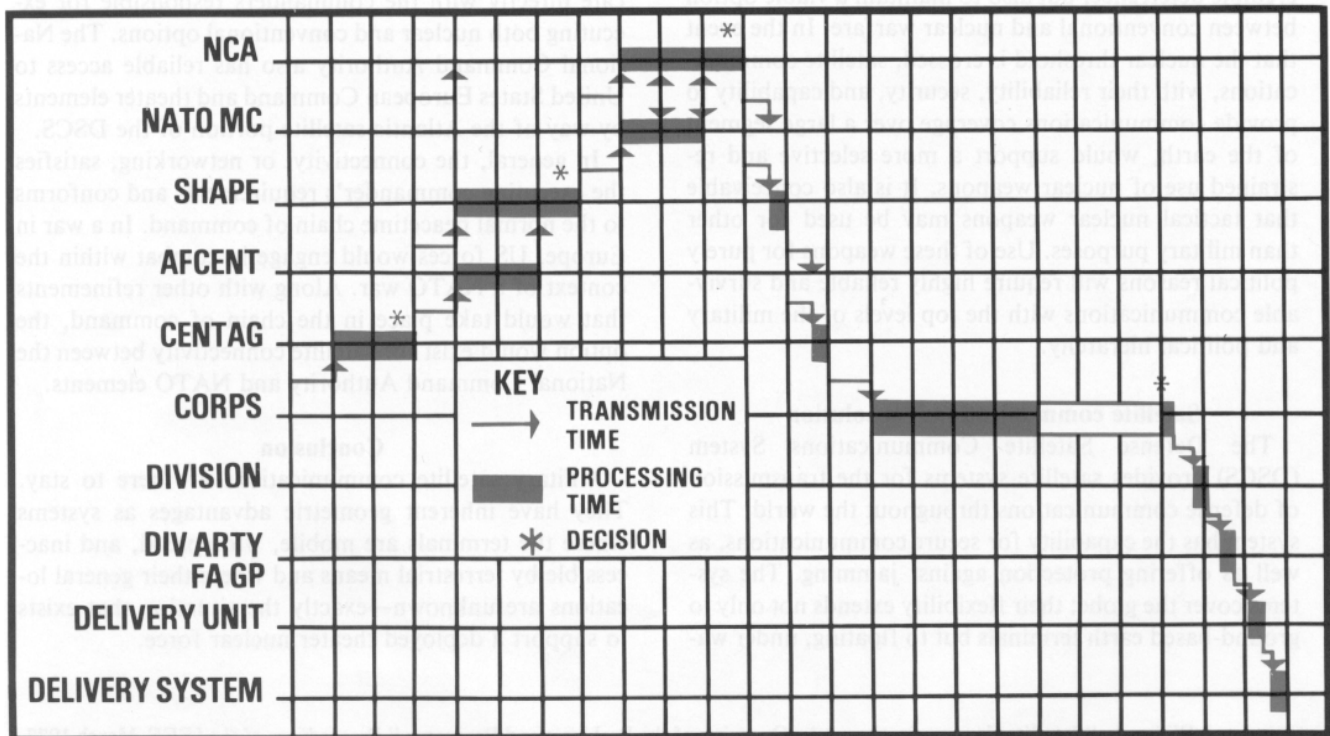 NCA
NATO MC
SHAPE
AFCENT
CENTAG
CORPS
DIVISION
DIV ARTY
FA GP
DELIVERY UNIT
DELIVERY SYSTEM
KEY
TRANSMISSION
TIME
PROCESSING
TIME
* DECISION